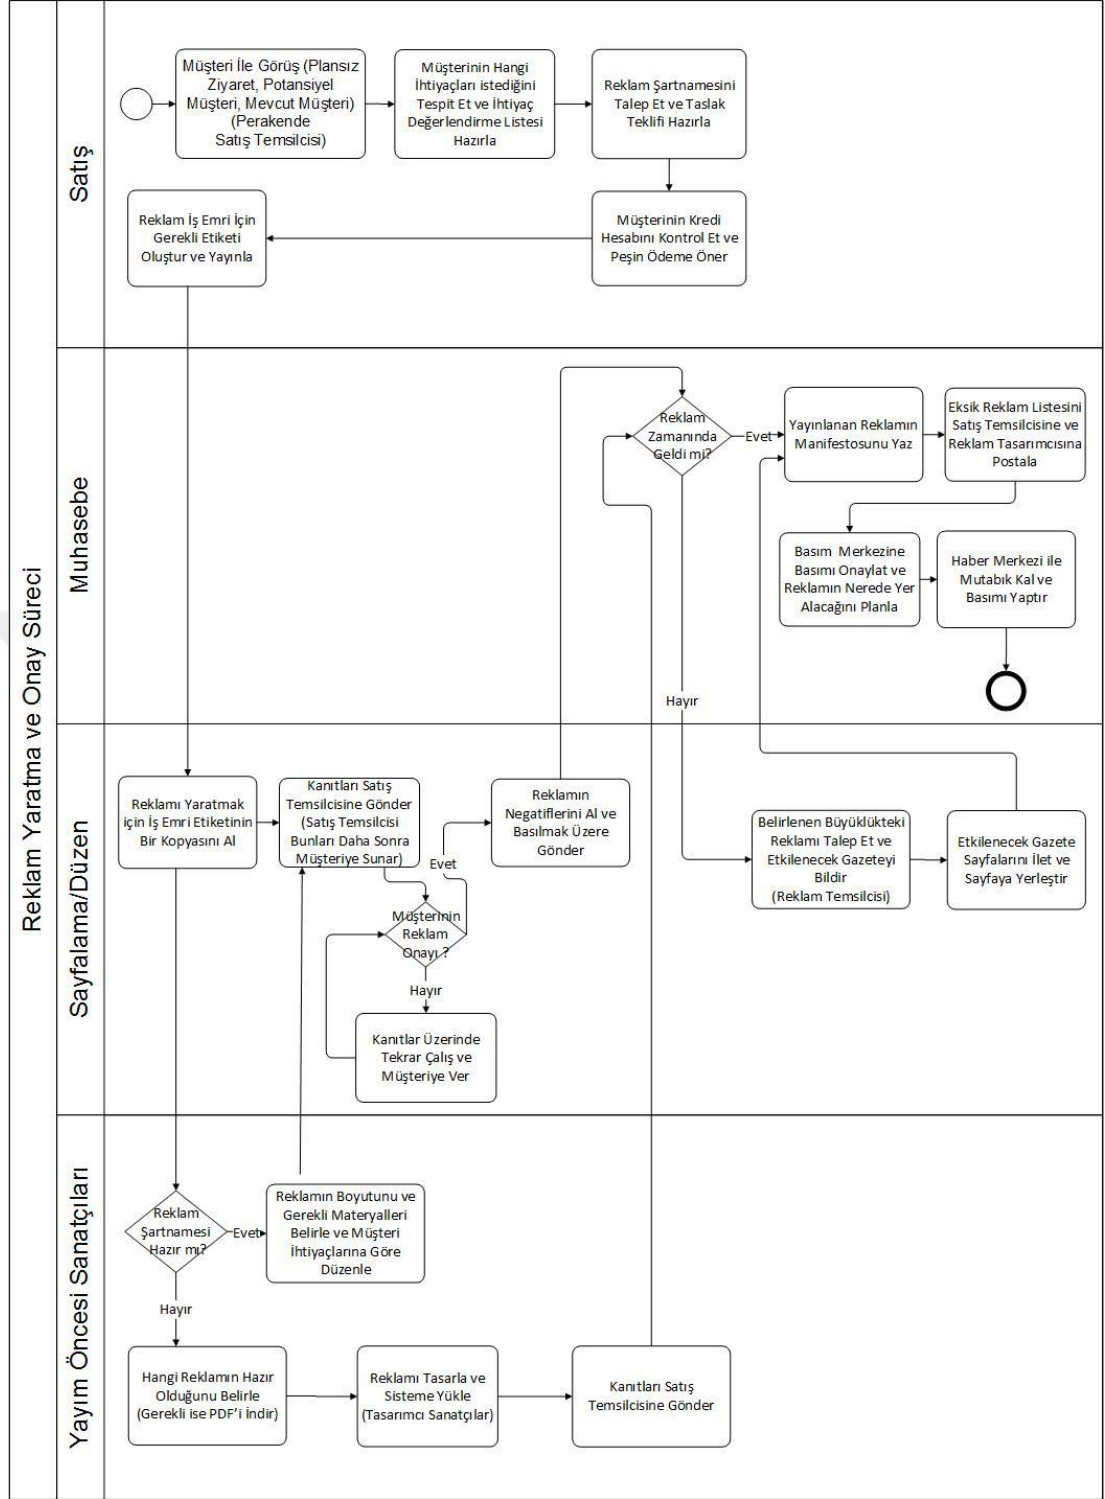 Reklam Yaratma ve Onay Süreci
Satış
Müşteri İle Görüş (Plansız
Ziyaret, Potansiyel
Müşteri, Mevcut Müşteri)
(Perakende
Satış Temsilcisi)
Müşterinin Hangi
İhtiyaçları istediğini
Tespit Et ve İhtiyaç
Değerlendirme Listesi
Hazırla
Reklam Şartnamesini
Talep Et ve Taslak
Teklifi Hazırla
Reklam İş Emri İçin
Gerekli Etiketi
Oluştur ve Yayınla
Müşterinin Kredi
Hesabını Kontrol Et ve
Peşin Ödeme Öner
Muhasebe
Reklam
Zamanında
Geldi mi?
Evet
Yayınlanan Reklamın
Manifestosunu Yaz
Eksik Reklam Listesini
Satış Temsilcisine ve
Reklam Tasarımcısına
Postala
Basım  Merkezine
Basımı Onaylat ve
Reklamın Nerede Yer
Alacağını Planla
Haber Merkezi ile
Mutabık Kal ve
Basımı Yaptır
Hayır
Sayfalama/Düzen
Reklamı Yaratmak
için İş Emri Etiketinin
Bir Kopyasını Al
Kanıtları Satış
Temsilcisine Gönder
(Satış Temsilcisi
Bunları Daha Sonra
Müşteriye Sunar)
Evet
Reklamın
Negatiflerini Al ve
Basılmak Üzere
Gönder
Belirlenen Büyüklükteki
Reklamı Talep Et ve
Etkilenecek Gazeteyi
Bildir
(Reklam Temsilcisi)
Etkilenecek Gazete
Sayfalarını İlet ve
Sayfaya Yerleştir
Müşterinin
Reklam
Onayı ?
Hayır
Kanıtlar Üzerinde
Tekrar Çalış ve
Müşteriye Ver
Yayım Öncesi Sanatçıları
Reklam
Şartnamesi
Hazır mı?
Evet
Reklamın Boyutunu ve
Gerekli Materyalleri
Belirle ve Müşteri
İhtiyaçlarına Göre
Düzenle
Hayır
Hangi Reklamın Hazır
Olduğunu Belirle
(Gerekli ise PDF’i İndir)
Reklamı Tasarla ve
Sisteme Yükle
(Tasarımcı Sanatçılar)
Kanıtları Satış
Temsilcisine Gönder